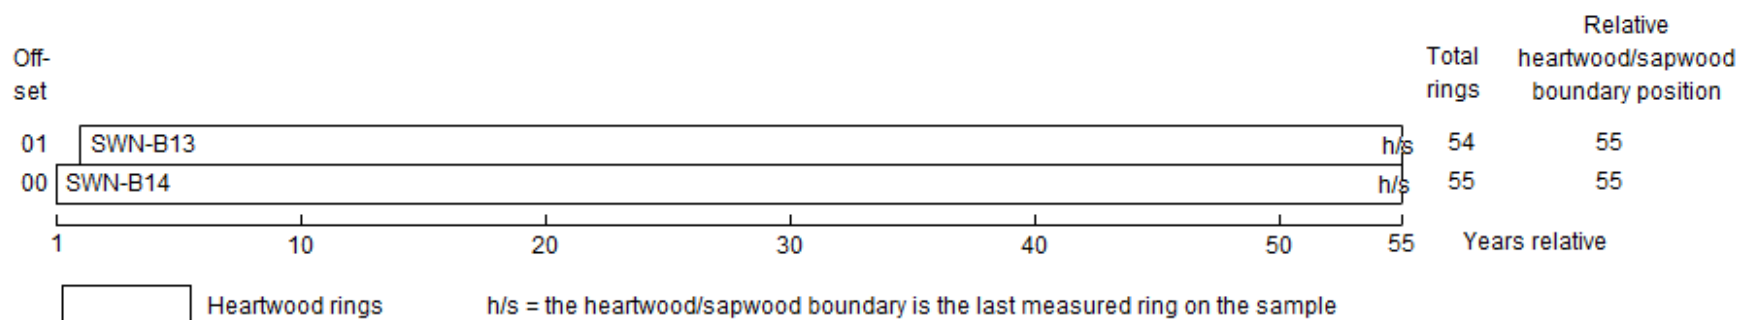 Relative
Off- Total heartwood/sapwood
set rings boundary position
01 SWN-B13 h/s 54 55
00 SWN-B14 h/s 55 55
1 10 20 30 40 50 55 Years relative
Heartwood rings h/s = the heartwood/sapwood boundary is the last measured ring on the sample